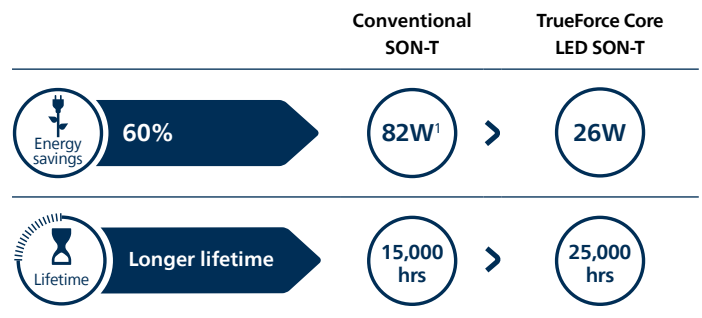 Conventional
SON-T
TrueForce Core
LED SON-T
Energy
savings
60%
82W¹
>
26W
Lifetime
Longer lifetime
15,000
hrs
>
25,000
hrs